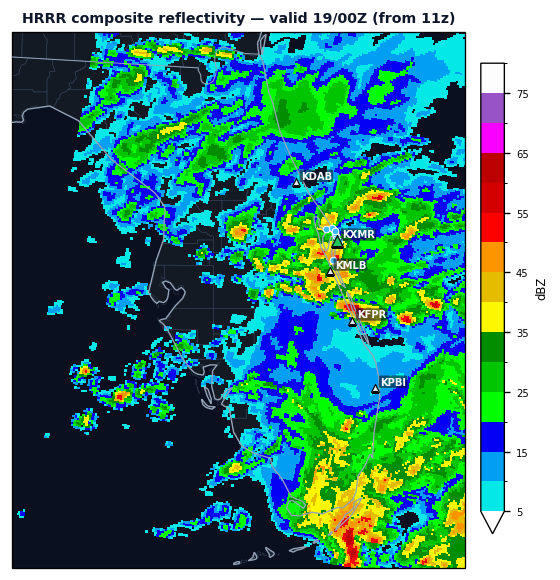 HRRR composite reflectivity — valid 19/00Z (from 11z)
KDAB
KXMR
KMLB
KFPR
KPBI
75
65
55
45
35
25
15
5
dBZ